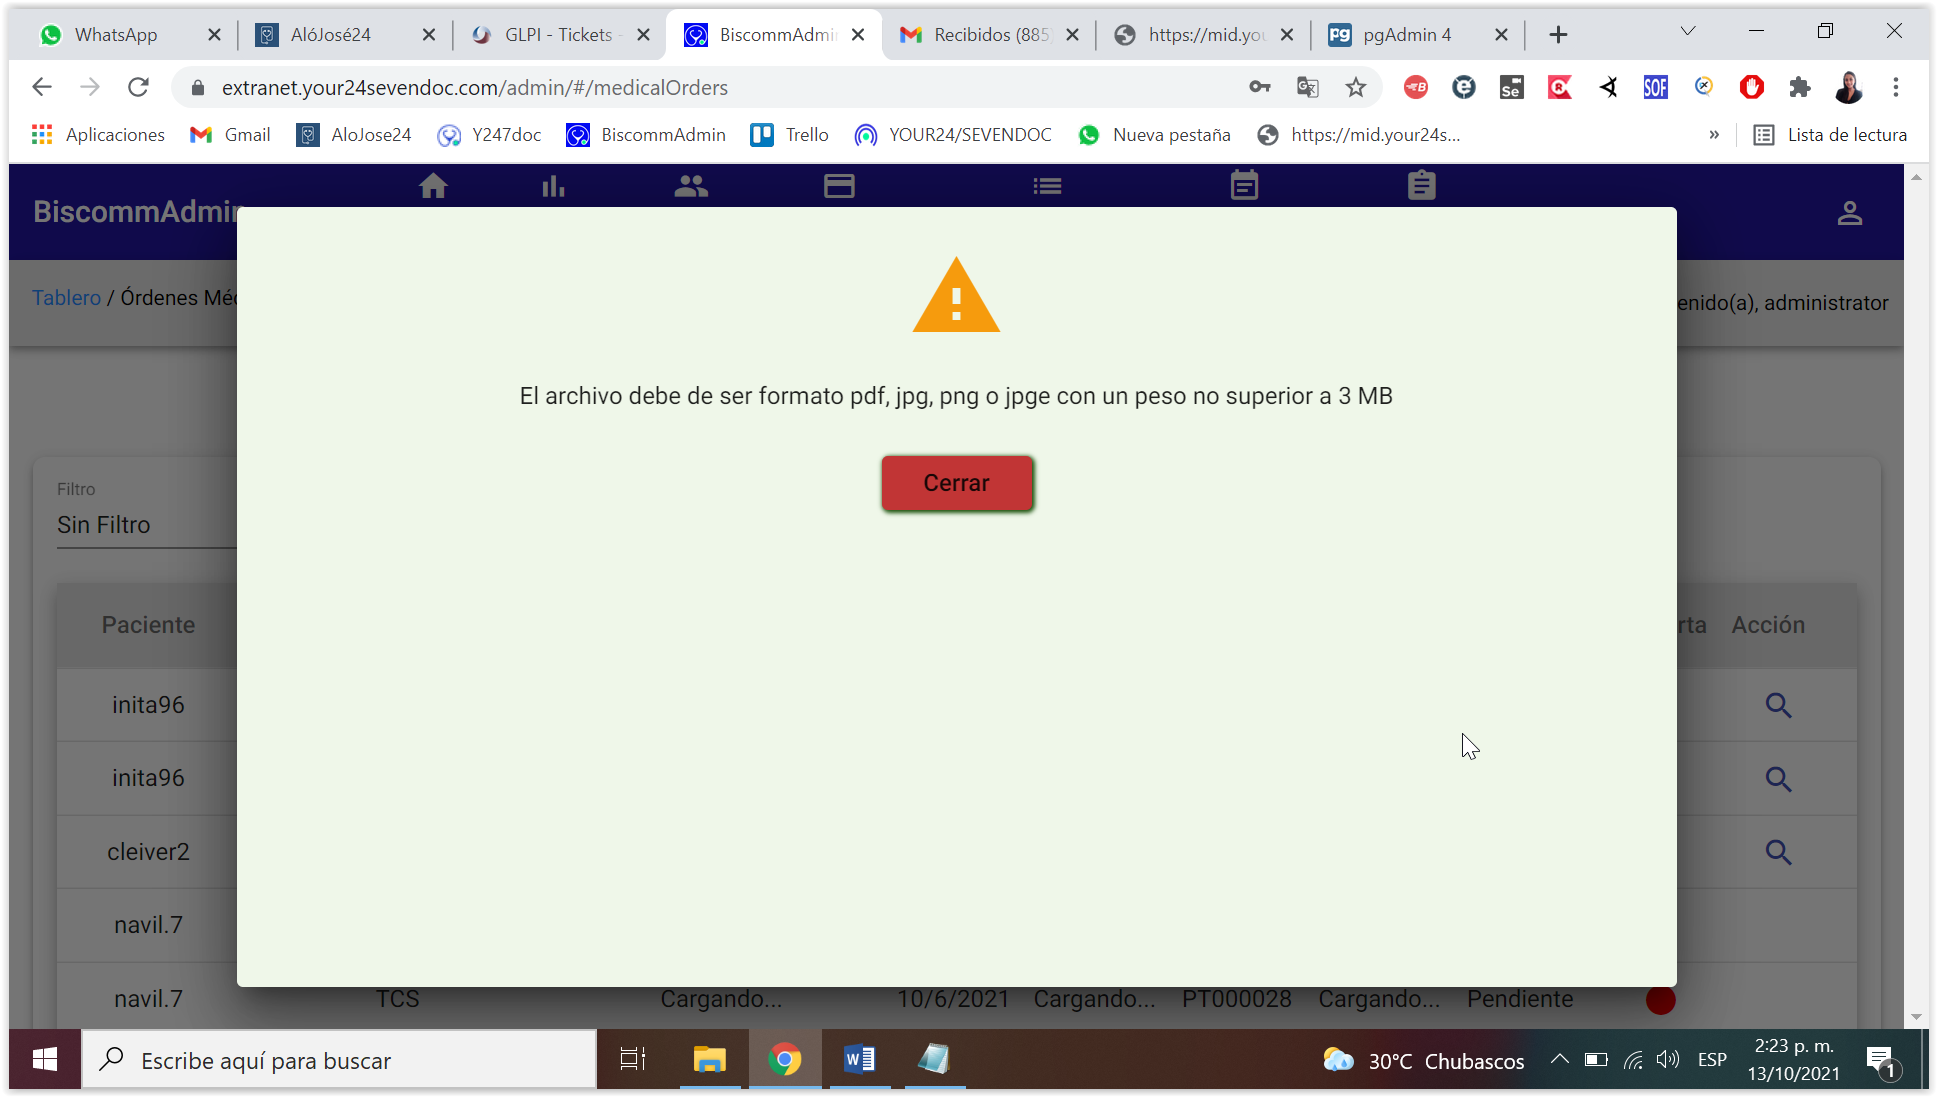 WhatsApp
AlóJosé24
GLPI - Tickets -
BiscommAdmi
Recibidos (885)
https://mid.you
pgAdmin 4
extranet.your24sevendoc.com/admin/#/medicalOrders
Aplicaciones
Gmail
AloJose24
Y247doc
BiscommAdmin
Trello
YOUR24/SEVENDOC
Nueva pestaña
https://mid.your24s...
»
Lista de lectura
BiscommAdmin
Tablero / Órdenes Méd
enido(a), administrator
El archivo debe de ser formato pdf, jpg, png o jpge con un peso no superior a 3 MB
Cerrar
Filtro
Sin Filtro
Paciente
rta
Acción
inita96
inita96
cleiver2
navil.7
navil.7 TCS Cargando... 10/6/2021 Cargando... PT000028 Cargando... Pendiente
Escribe aquí para buscar
30°C Chubascos
ESP
2:23 p. m.
13/10/2021
1